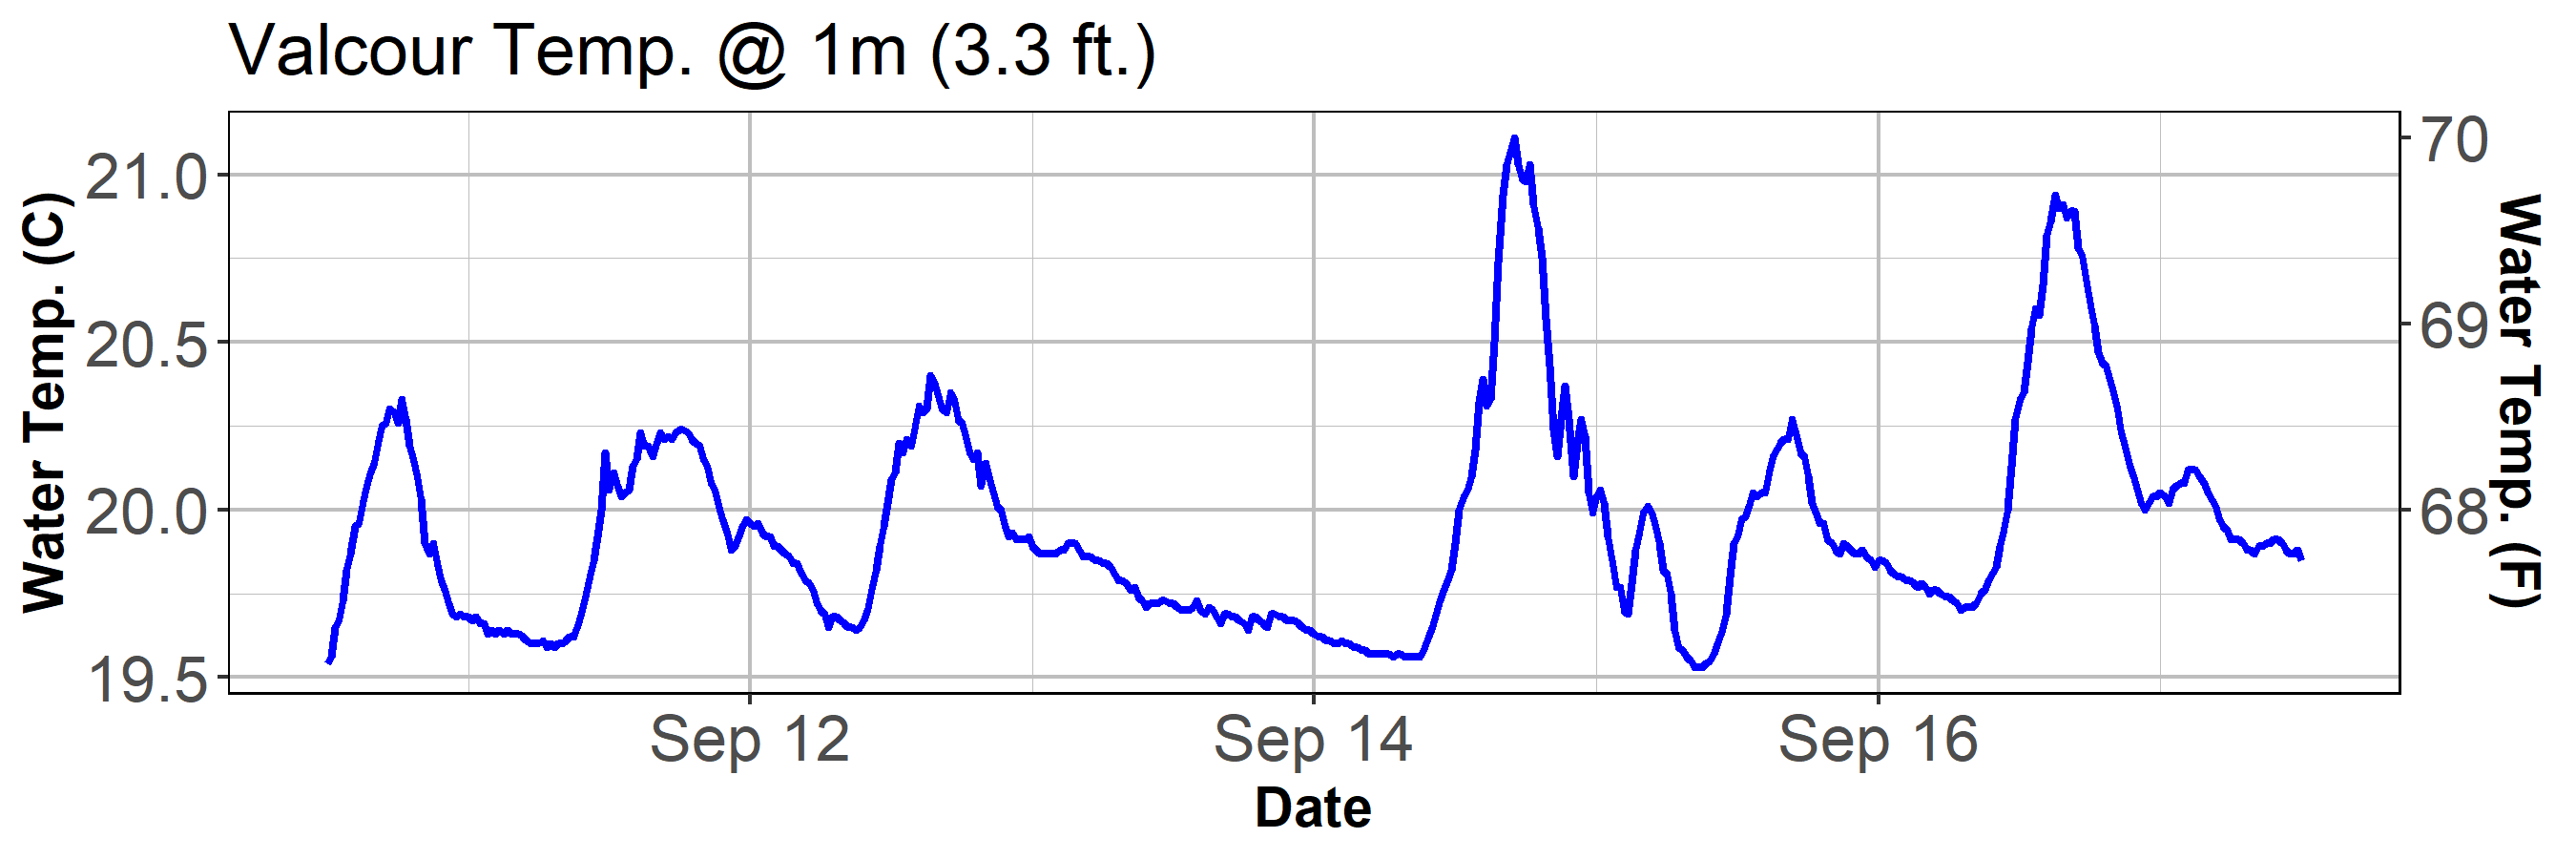 Valcour Temp. @ 1m (3.3 ft.)
Water Temp. (C)
21.0
20.5
20.0
19.5
70
69
68
Water Temp. (F)
Sep 12 Sep 14 Sep 16
Date